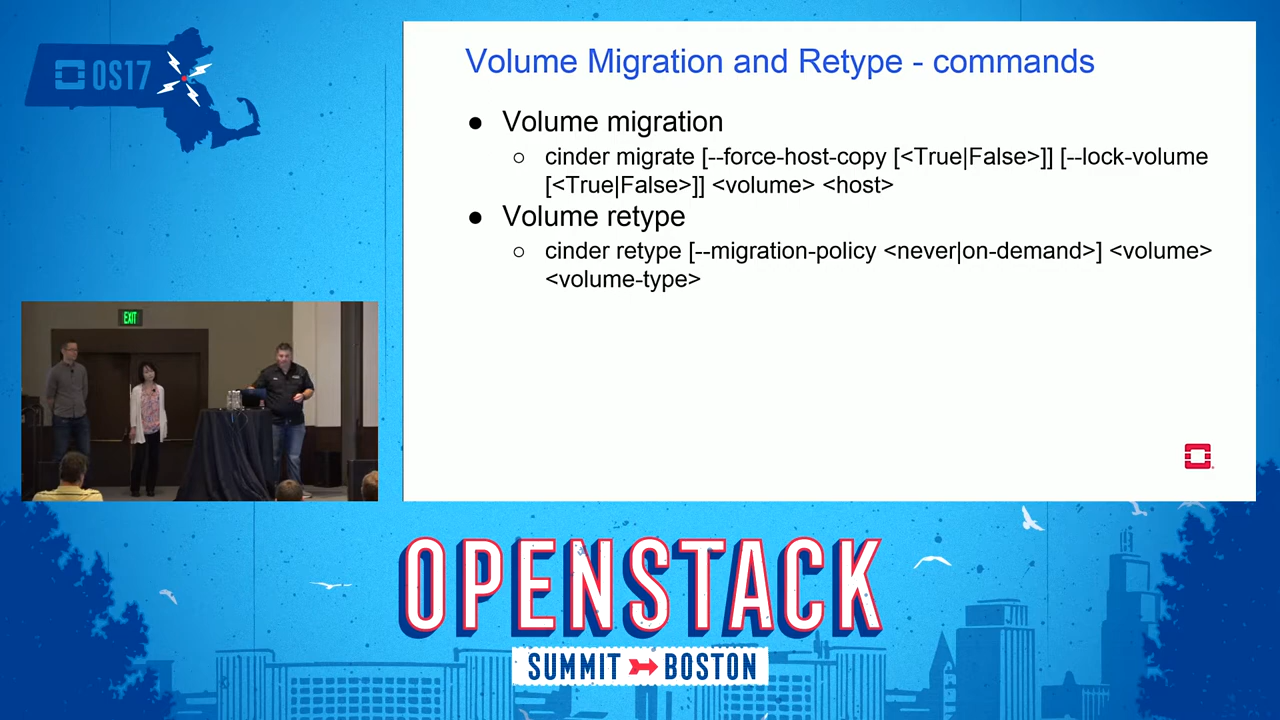 OS17
Volume Migration and Retype - commands
● Volume migration
○ cinder migrate [--force-host-copy [<True|False>]] [--lock-volume
[<True|False>]] <volume> <host>
● Volume retype
○ cinder retype [--migration-policy <never|on-demand>] <volume>
<volume-type>
EXIT
OPENSTACK
SUMMIT BOSTON